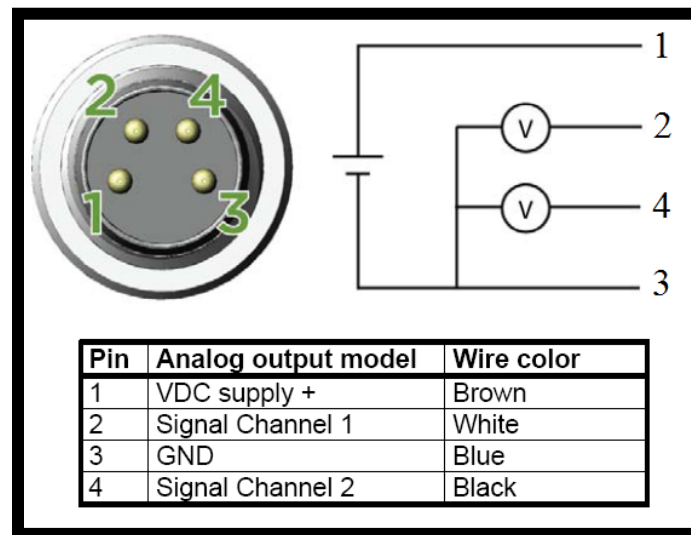 2 4
1 3
1
V 2
V 4
3
Pin Analog output model Wire color
1 VDC supply + Brown
2 Signal Channel 1 White
3 GND Blue
4 Signal Channel 2 Black